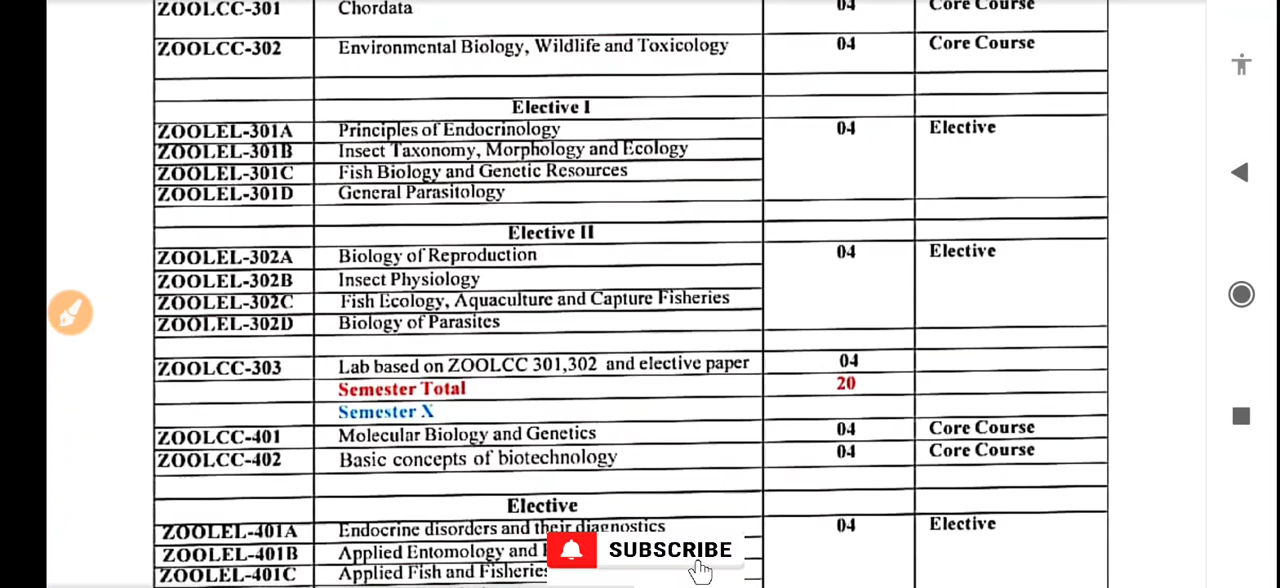 ZOOLCC-301 Chordata 04 Core Course
ZOOLCC-302 Environmental Biology, Wildlife and Toxicology 04 Core Course
Elective I
ZOOLEL-301A Principles of Endocrinology 04 Elective
ZOOLEL-301B Insect Taxonomy, Morphology and Ecology
ZOOLEL-301C Fish Biology and Genetic Resources
ZOOLEL-301D General Parasitology
Elective II
ZOOLEL-302A Biology of Reproduction 04 Elective
ZOOLEL-302B Insect Physiology
ZOOLEL-302C Fish Ecology, Aquaculture and Capture Fisheries
ZOOLEL-302D Biology of Parasites
ZOOLCC-303 Lab based on ZOOLCC 301,302 and elective paper 04
Semester Total 20
Semester X
ZOOLCC-401 Molecular Biology and Genetics 04 Core Course
ZOOLCC-402 Basic concepts of biotechnology 04 Core Course
Elective
ZOOLEL-401A Endocrine disorders and their diagnostics 04 Elective
ZOOLEL-401B Applied Entomology and
ZOOLEL-401C Applied Fish and
SUBSCRIBE